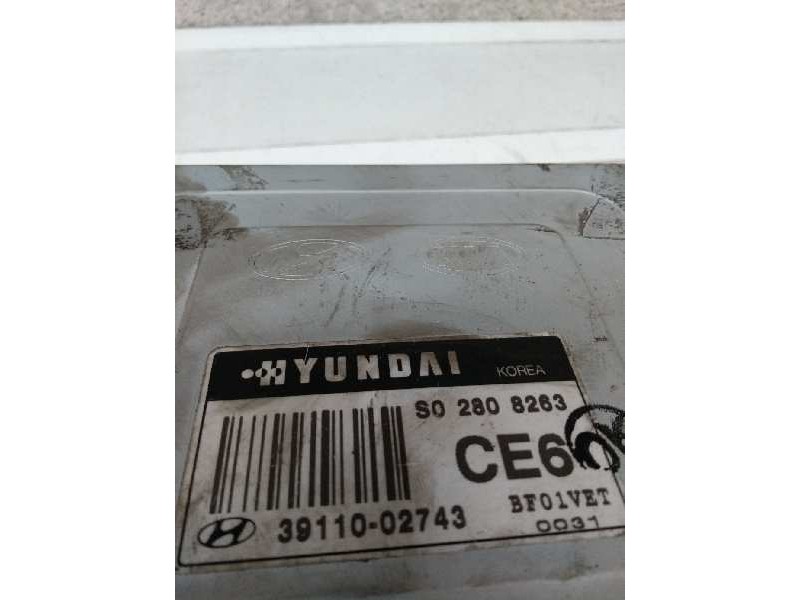 HYUNDAI KOREA
S0 280 8263
CE6
BF01VET
39110-02743
0031